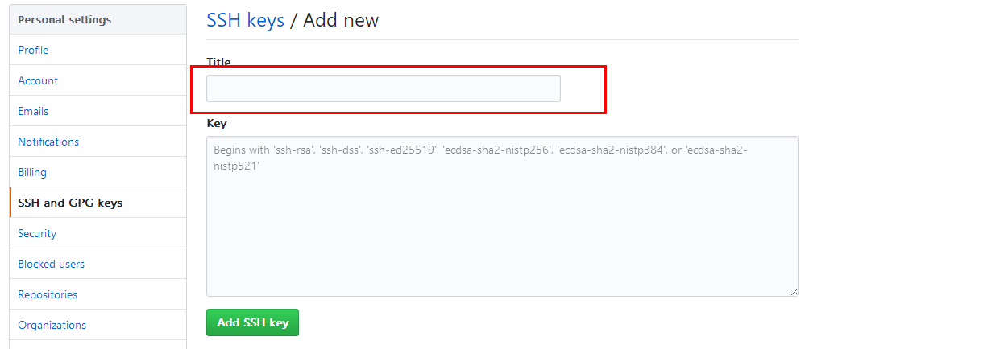 Personal settings
Profile
Account
Emails
Notifications
Billing
SSH and GPG keys
Security
Blocked users
Repositories
Organizations
SSH keys / Add new
Title
Key
Begins with 'ssh-rsa', 'ssh-dss', 'ssh-ed25519', 'ecdsa-sha2-nistp256', 'ecdsa-sha2-nistp384', or 'ecdsa-sha2-
nistp521'
Add SSH key